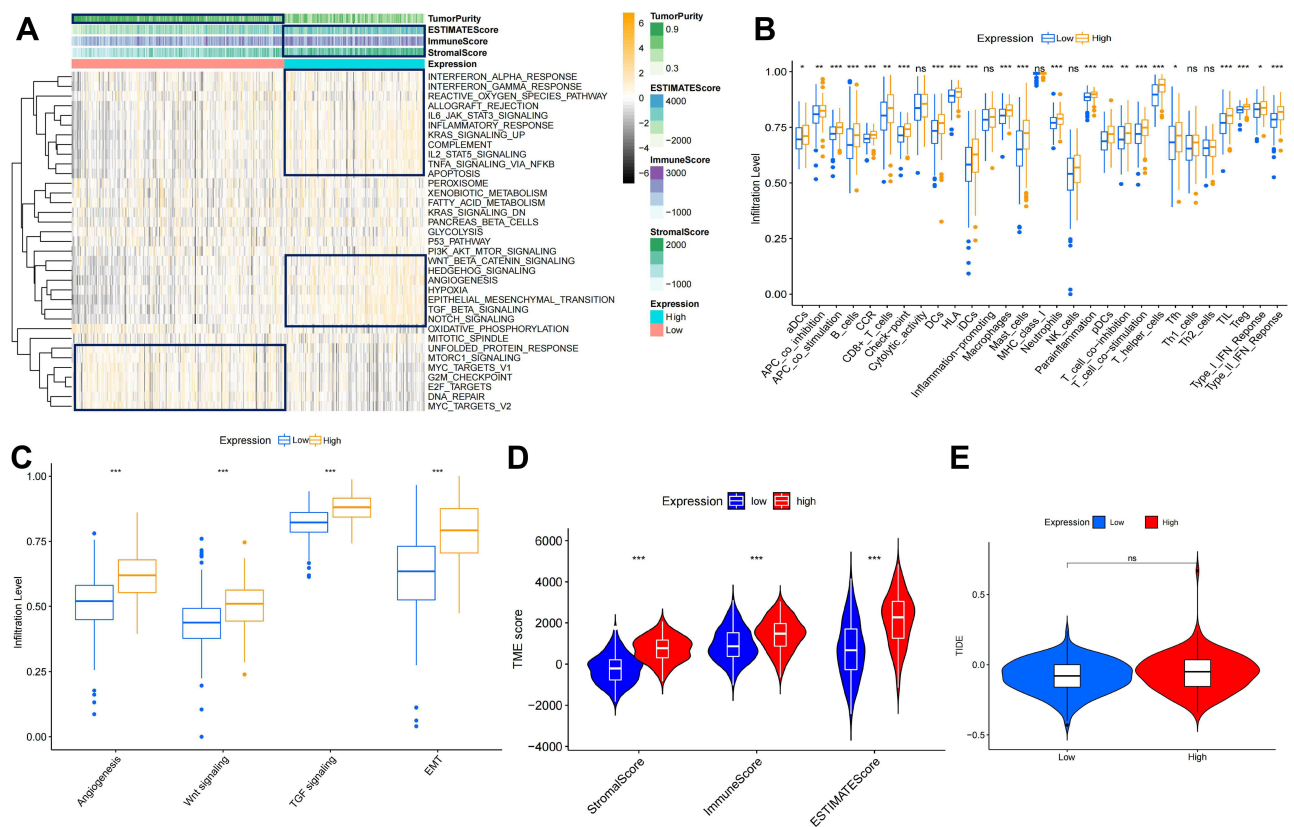 A
TumorPurity
ESTIMATEScore
ImmuneScore
StromalScore
Expression
INTERFERON_ALPHA_RESPONSE
INTERFERON_GAMMA_RESPONSE
REACTIVE_OXYGEN_SPECIES_PATHWAY
ALLOGRAFT_REJECTION
IL6_JAK_STAT3_SIGNALING
INFLAMMATORY_RESPONSE
KRAS_SIGNALING_UP
COMPLEMENT
IL2_STAT5_SIGNALING
TNFA_SIGNALING_VIA_NFKB
APOPTOSIS
PEROXISOME
XENOBIOTIC_METABOLISM
FATTY_ACID_METABOLISM
KRAS_SIGNALING_DN
PANCREAS_BETA_CELLS
GLYCOLYSIS
P53_PATHWAY
PI3K_AKT_MTOR_SIGNALING
WNT_BETA_CATENIN_SIGNALING
HEDGEHOG_SIGNALING
ANGIOGENESIS
HYPOXIA
EPITHELIAL_MESENCHYMAL_TRANSITION
TGF_BETA_SIGNALING
NOTCH_SIGNALING
OXIDATIVE_PHOSPHORYLATION
MITOTIC_SPINDLE
UNFOLDED_PROTEIN_RESPONSE
MTORC1_SIGNALING
MYC_TARGETS_V1
G2M_CHECKPOINT
E2F_TARGETS
DNA_REPAIR
MYC_TARGETS_V2
6
4
2
0
−2
−4
−6
TumorPurity
0.9
0.3
ESTIMATEScore
4000
−2000
ImmuneScore
3000
−1000
StromalScore
2000
−1000
Expression
High
Low
B
Expression Low High
* ** *** *** *** ** *** ns *** *** *** ns *** *** ns *** ns *** *** ** *** *** * ns ns *** *** * ***
Infiltration Level
1.00
0.75
0.50
0.25
0.00
aDCs
APC_co_inhibition
APC_co_stimulation
B_cells
CCR
CD8+_T_cells
Check−point
Cytolytic_activity
DCs
HLA
iDCs
Inflammation−promoting
Macrophages
Mast_cells
MHC_class_I
Neutrophils
NK_cells
Parainflammation
pDCs
T_cell_co−inhibition
T_cell_co−stimulation
T_helper_cells
Tfh
Th1_cells
Th2_cells
TIL
Treg
Type_I_IFN_Response
Type_II_IFN_Response
C
Expression Low High
*** *** *** ***
Infiltration Level
1.00
0.75
0.50
0.25
0.00
Angiogenesis
Wnt signaling
TGF signaling
EMT
D
Expression low high
*** *** ***
TME score
6000
4000
2000
0
−2000
−4000
StromalScore
ImmuneScore
ESTIMATEScore
E
Expression Low High
ns
TIDE
0.5
0.0
−0.5
Low High